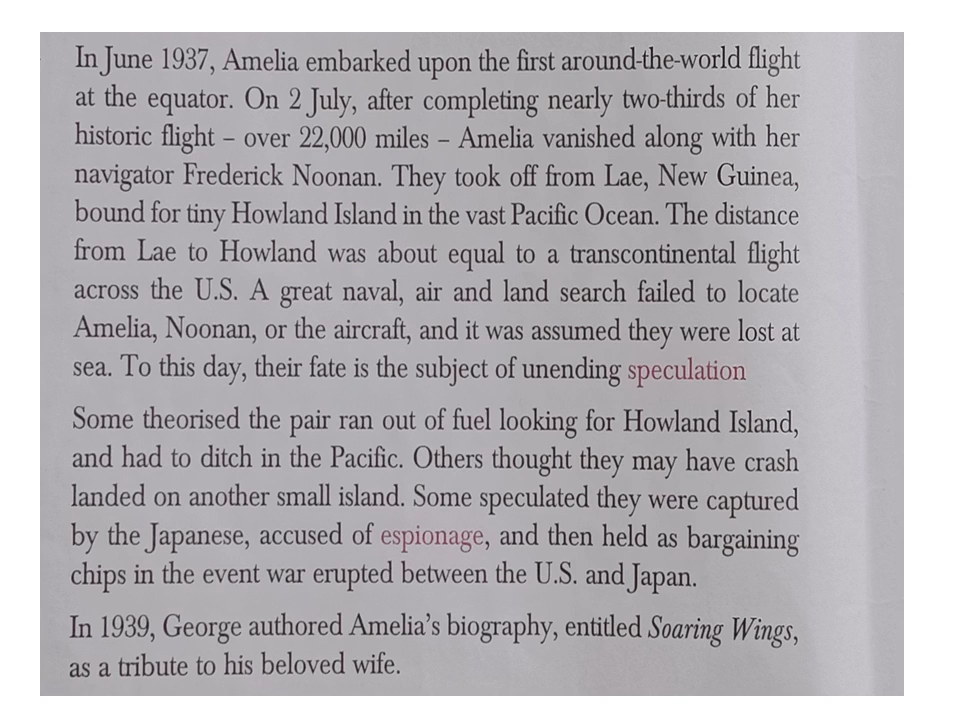 In June 1937, Amelia embarked upon the first around-the-world flight
at the equator. On 2 July, after completing nearly two-thirds of her
historic flight – over 22,000 miles – Amelia vanished along with her
navigator Frederick Noonan. They took off from Lae, New Guinea,
bound for tiny Howland Island in the vast Pacific Ocean. The distance
from Lae to Howland was about equal to a transcontinental flight
across the U.S. A great naval, air and land search failed to locate
Amelia, Noonan, or the aircraft, and it was assumed they were lost at
sea. To this day, their fate is the subject of unending speculation
Some theorised the pair ran out of fuel looking for Howland Island,
and had to ditch in the Pacific. Others thought they may have crash
landed on another small island. Some speculated they were captured
by the Japanese, accused of espionage, and then held as bargaining
chips in the event war erupted between the U.S. and Japan.
In 1939, George authored Amelia’s biography, entitled Soaring Wings,
as a tribute to his beloved wife.